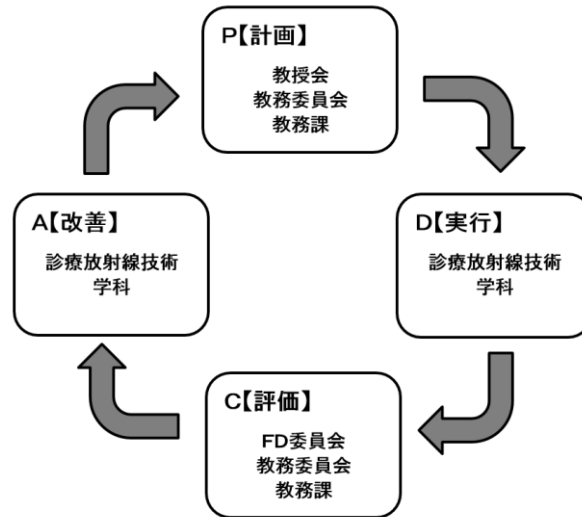 P【計画】
教授会
教務委員会
教務課
A【改善】
診療放射線技術
学科
D【実行】
診療放射線技術
学科
C【評価】
FD委員会
教務委員会
教務課